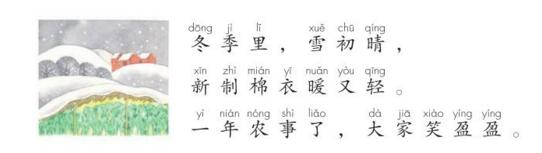 dōng jì lǐ xuě chū qíng
冬季里，雪初晴，
xīn zhì mián yī nuǎn yòu qīng
新制棉衣暖又轻。
yì nián nóng shì liǎo dà jiā xiào yíng yíng
一年农事了，大家笑盈盈。